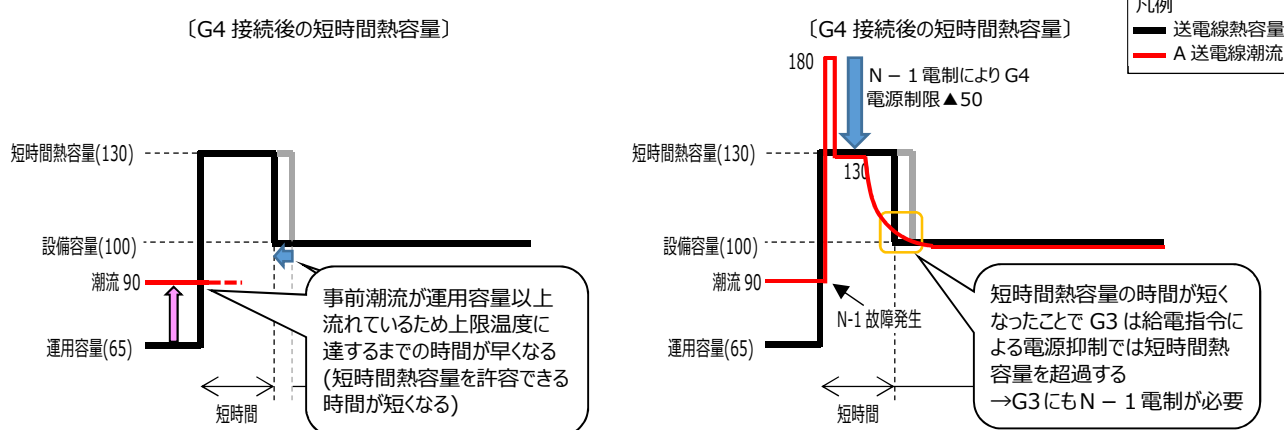 〔G4 接続後の短時間熱容量〕
短時間熱容量(130)
設備容量(100)
潮流 90
運用容量(65)
短時間
事前潮流が運用容量以上
流れているため上限温度に
達するまでの時間が早くなる
(短時間熱容量を許容できる
時間が短くなる)
〔G4 接続後の短時間熱容量〕
凡例
送電線熱容量
A 送電線潮流
180
N－1 電制により G4
電源制限▲50
短時間熱容量(130)
130
設備容量(100)
潮流 90
N-1 故障発生
運用容量(65)
短時間
短時間熱容量の時間が短く
なったことで G3 は給電指令に
よる電源抑制では短時間熱
容量を超過する
→G3にもN－1 電制が必要